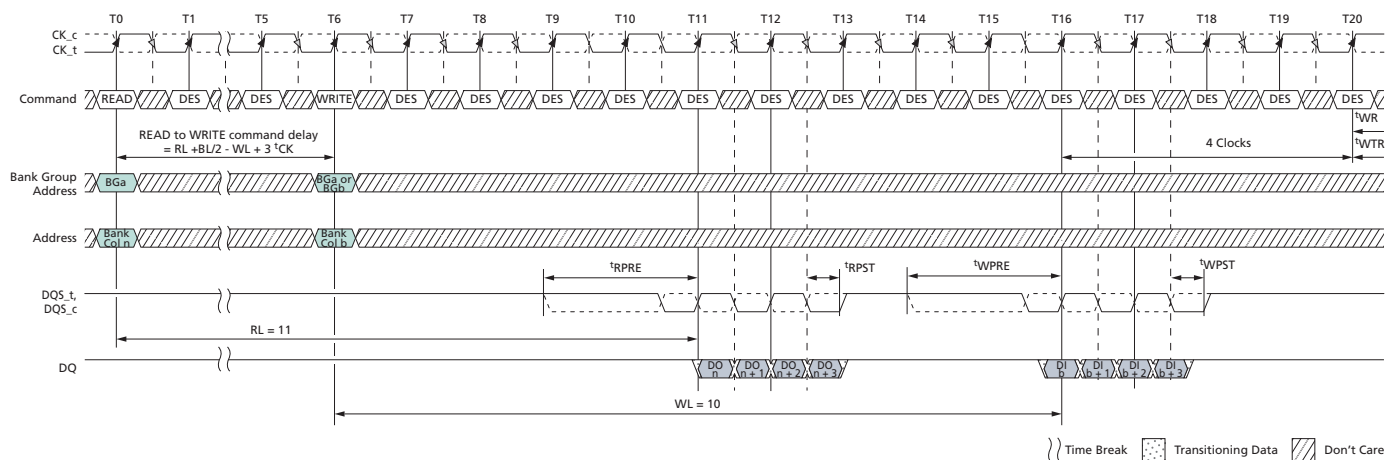 T0 T1 T5 T6 T7 T8 T9 T10 T11 T12 T13 T14 T15 T16 T17 T18 T19 T20
CK_c
CK_t
Command READ DES DES WRITE DES DES DES DES DES DES DES DES DES DES DES DES DES DES
tWR
READ to WRITE command delay
= RL +BL/2 - WL + 3 tCK
4 Clocks
tWTR
Bank Group
Address
BGa
BGa or
BGb
Address
Bank
Col n
Bank
Col b
tRPRE tRPST tWPRE tWPST
DQS_t,
DQS_c
RL = 11
DQ
DO
n
DO
n + 1
DO
n + 2
DO
n + 3
DI
b
DI
b + 1
DI
b + 2
DI
b + 3
WL = 10
Time Break Transitioning Data Don't Care